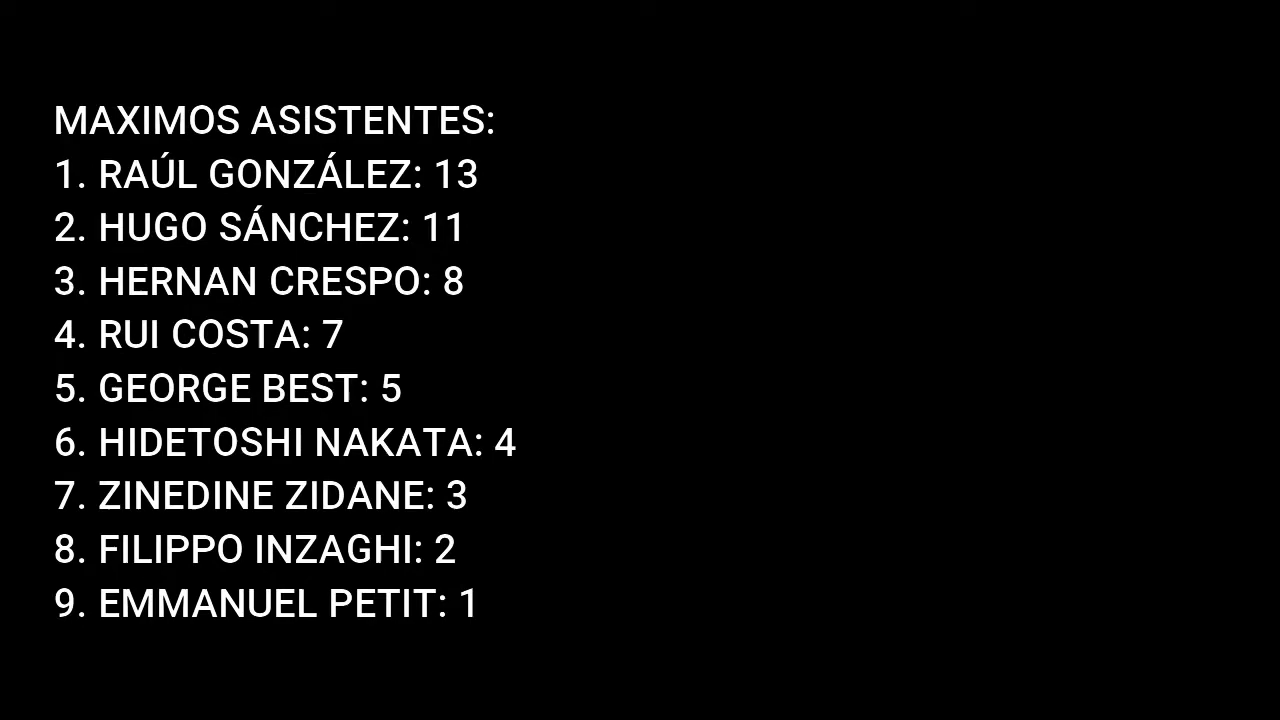 MAXIMOS ASISTENTES:
1. RAÚL GONZÁLEZ: 13
2. HUGO SÁNCHEZ: 11
3. HERNAN CRESPO: 8
4. RUI COSTA: 7
5. GEORGE BEST: 5
6. HIDETOSHI NAKATA: 4
7. ZINEDINE ZIDANE: 3
8. FILIPPO INZAGHI: 2
9. EMMANUEL PETIT: 1